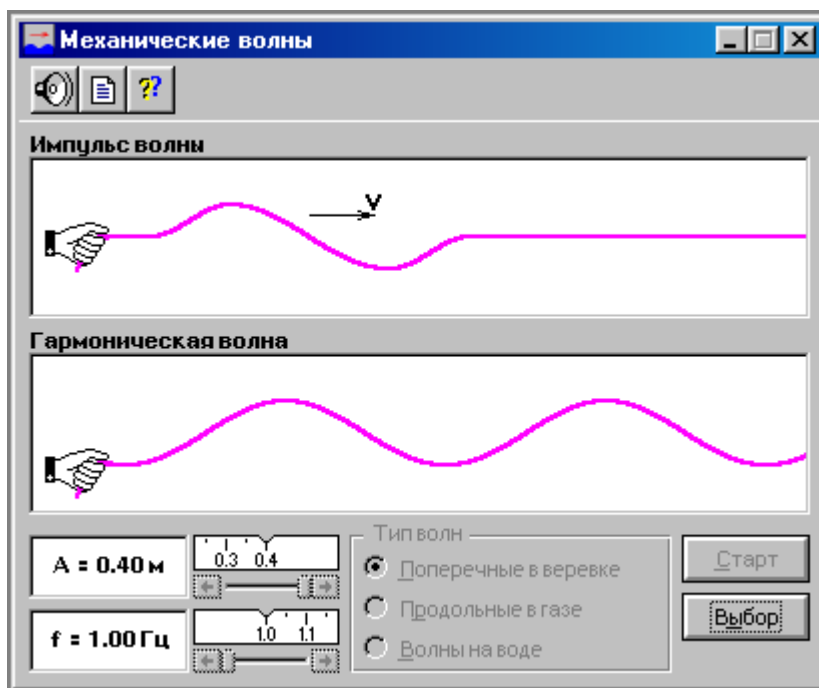 Механические волны
??
Импульс волны
v
Гармоническая волна
A = 0.40 м
0.3 0.4
f = 1.00 Гц
1.0 1.1
Тип волн
Поперечные в веревке
Продольные в газе
Волны на воде
Старт
Выбор